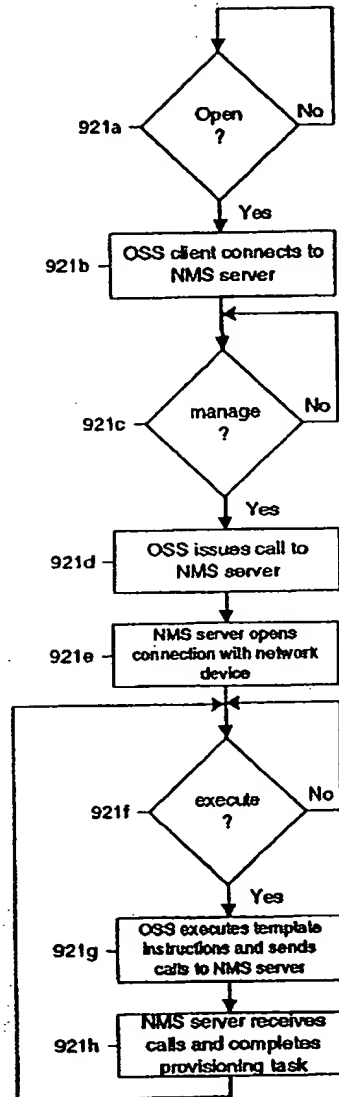 Open
?
No
921a
Yes
OSS client connects to
NMS server
921b
manage
?
No
921c
Yes
OSS issues call to
NMS server
921d
NMS server opens
connection with network
device
921e
execute
?
No
921f
Yes
OSS executes template
instructions and sends
calls to NMS server
921g
NMS server receives
calls and completes
provisioning task
921h